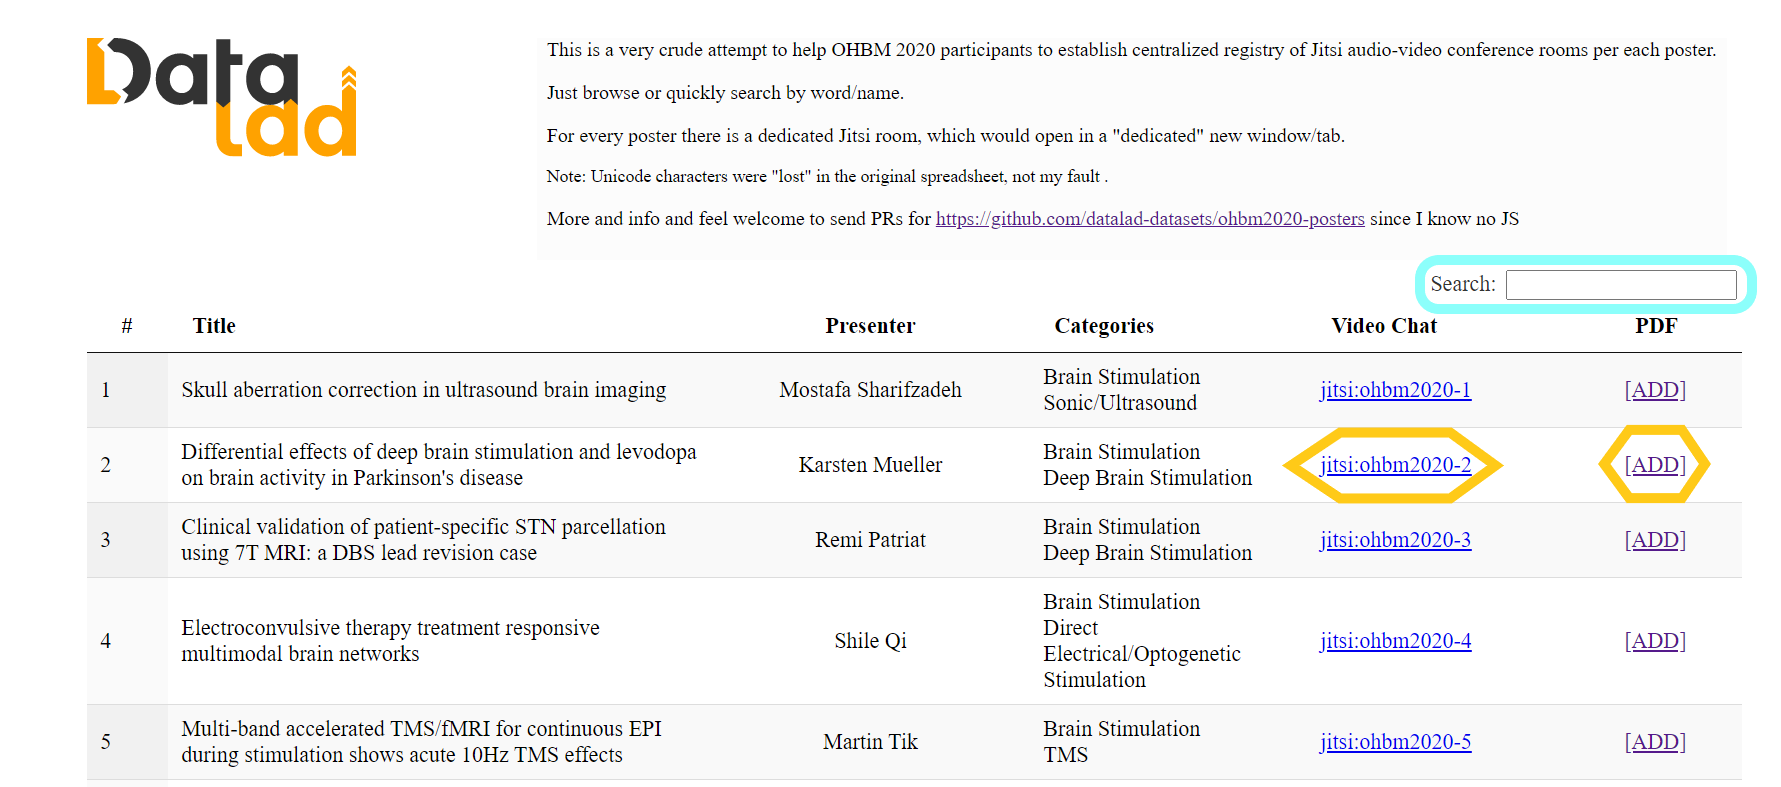 Data
lad
This is a very crude attempt to help OHBM 2020 participants to establish centralized registry of Jitsi audio-video conference rooms per each poster.
Just browse or quickly search by word/name.
For every poster there is a dedicated Jitsi room, which would open in a "dedicated" new window/tab.
Note: Unicode characters were "lost" in the original spreadsheet, not my fault .
More and info and feel welcome to send PRs for https://github.com/datalad-datasets/ohbm2020-posters since I know no JS
Search:
# Title Presenter Categories Video Chat PDF
1 Skull aberration correction in ultrasound brain imaging Mostafa Sharifzadeh Brain Stimulation
Sonic/Ultrasound jitsi:ohbm2020-1 [ADD]
2 Differential effects of deep brain stimulation and levodopa
on brain activity in Parkinson's disease Karsten Mueller Brain Stimulation
Deep Brain Stimulation jitsi:ohbm2020-2 [ADD]
3 Clinical validation of patient-specific STN parcellation
using 7T MRI: a DBS lead revision case Remi Patriat Brain Stimulation
Deep Brain Stimulation jitsi:ohbm2020-3 [ADD]
4 Electroconvulsive therapy treatment responsive
multimodal brain networks Shile Qi Brain Stimulation
Direct
Electrical/Optogenetic
Stimulation jitsi:ohbm2020-4 [ADD]
5 Multi-band accelerated TMS/fMRI for continuous EPI
during stimulation shows acute 10Hz TMS effects Martin Tik Brain Stimulation
TMS jitsi:ohbm2020-5 [ADD]